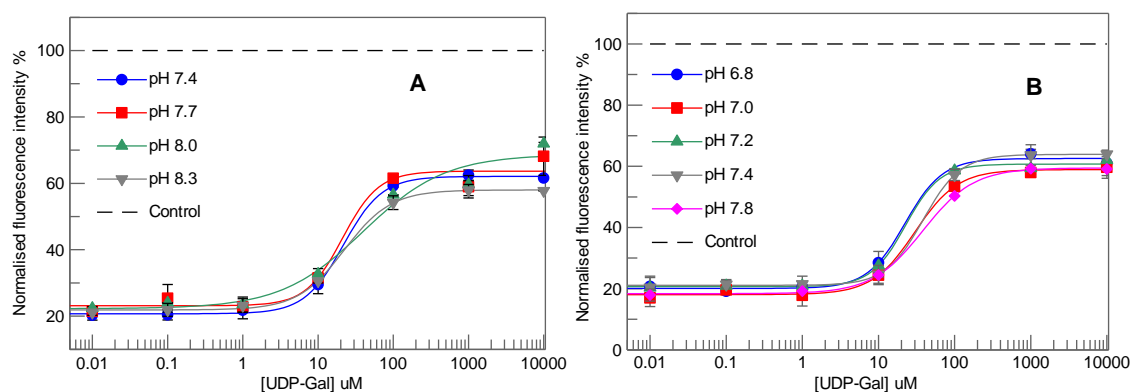 Normalised fluorescence intensity %
100
80
60
40
20
pH 7.4
pH 7.7
pH 8.0
pH 8.3
Control
A
0.01 0.1 1 10 100 1000 10000
[UDP-Gal] uM
Normalised fluorescence intensity %
100
80
60
40
20
0
pH 6.8
pH 7.0
pH 7.2
pH 7.4
pH 7.8
Control
B
0.01 0.1 1 10 100 1000 10000
[UDP-Gal] uM